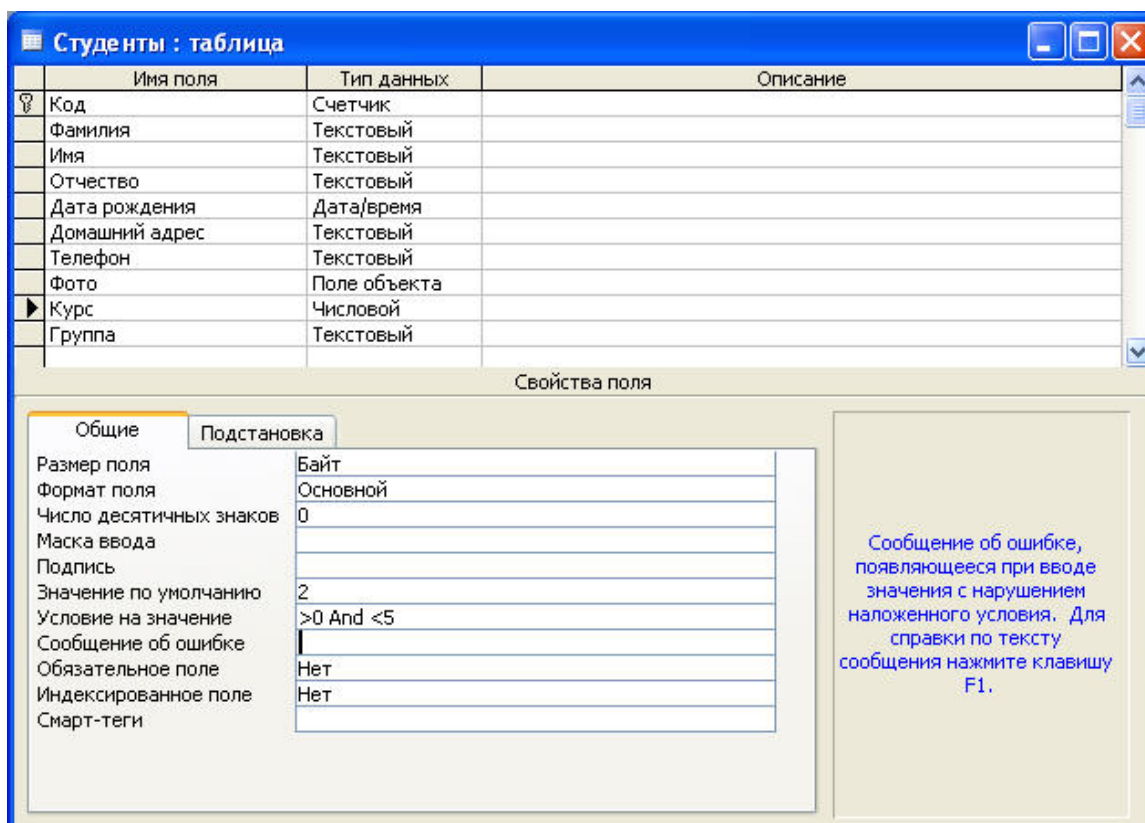 Студенты : таблица
Имя поля Тип данных Описание
Код Счетчик
Фамилия Текстовый
Имя Текстовый
Отчество Текстовый
Дата рождения Дата/время
Домашний адрес Текстовый
Телефон Текстовый
Фото Поле объекта
Курс Числовой
Группа Текстовый
Свойства поля
Общие Подстановка
Размер поля Байт
Формат поля Основной
Число десятичных знаков 0
Маска ввода
Подпись
Значение по умолчанию 2
Условие на значение >0 And <5
Сообщение об ошибке
Обязательное поле Нет
Индексированное поле Нет
Смарт-теги
Сообщение об ошибке,
появляющееся при вводе
значения с нарушением
наложенного условия. Для
справки по тексту
сообщения нажмите клавишу
F1.